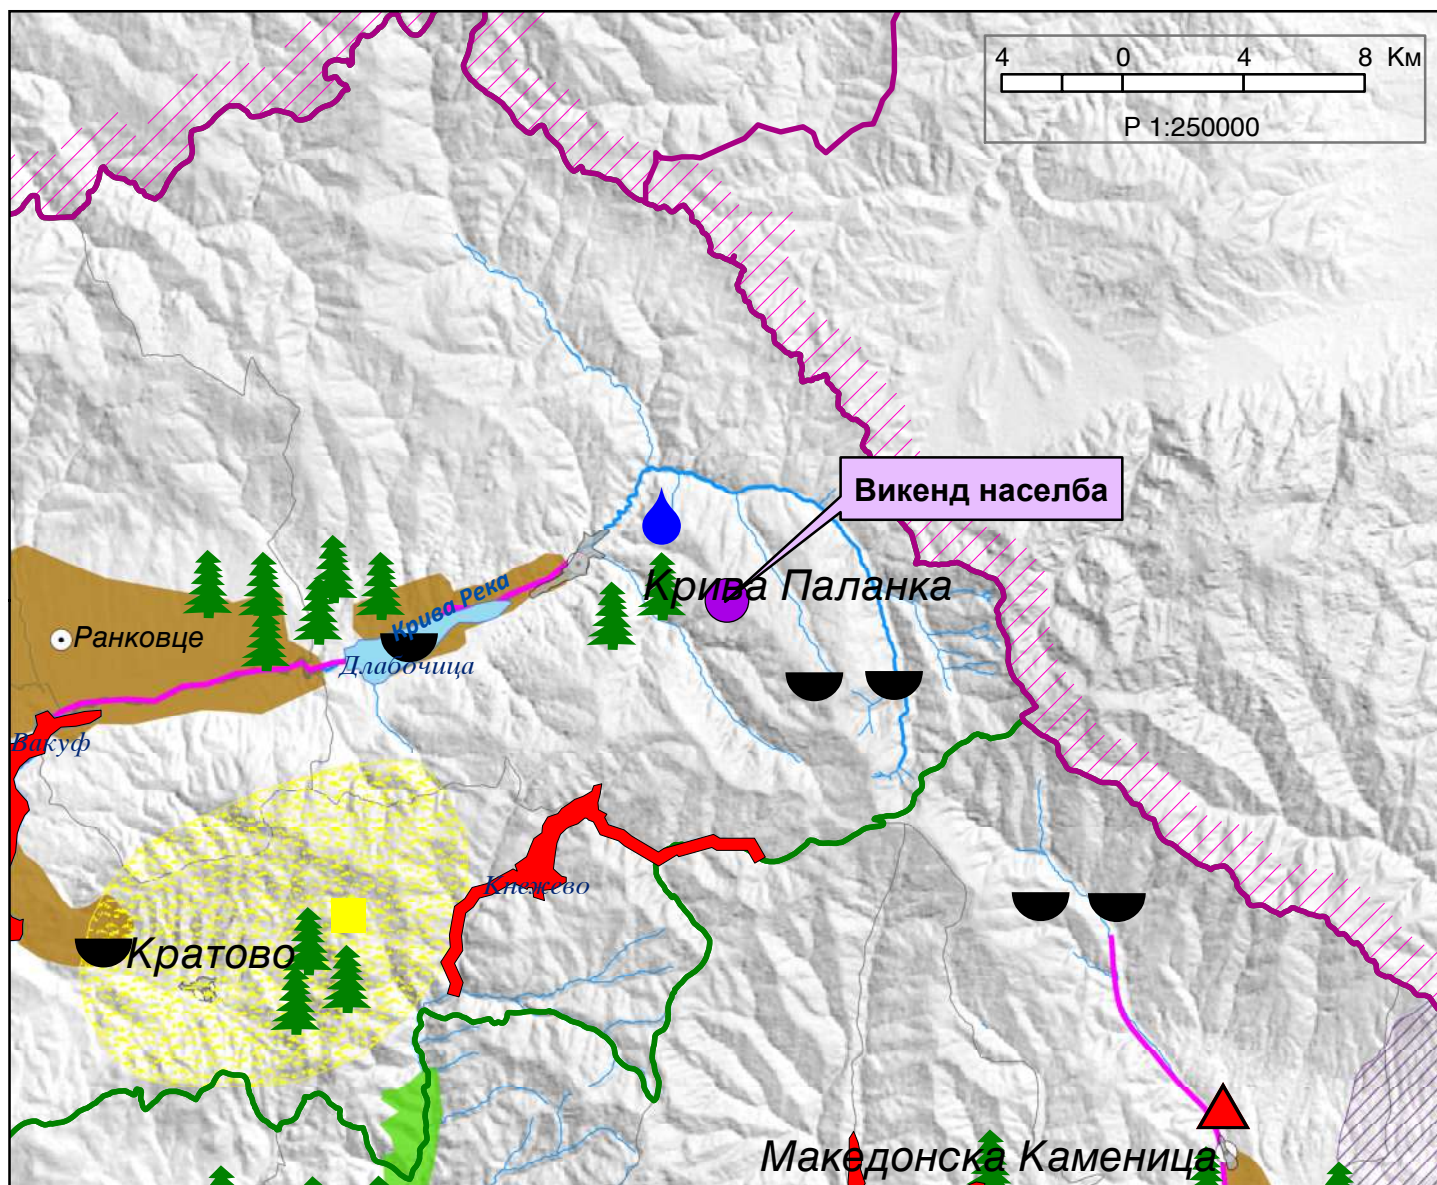 4 0 4 8 Км
Р 1:250000
Викенд населба
Крива Паланка
Крива Река
Ранковце
Длабочица
Вакуф
Кнежево
Кратово
Македонска Каменица